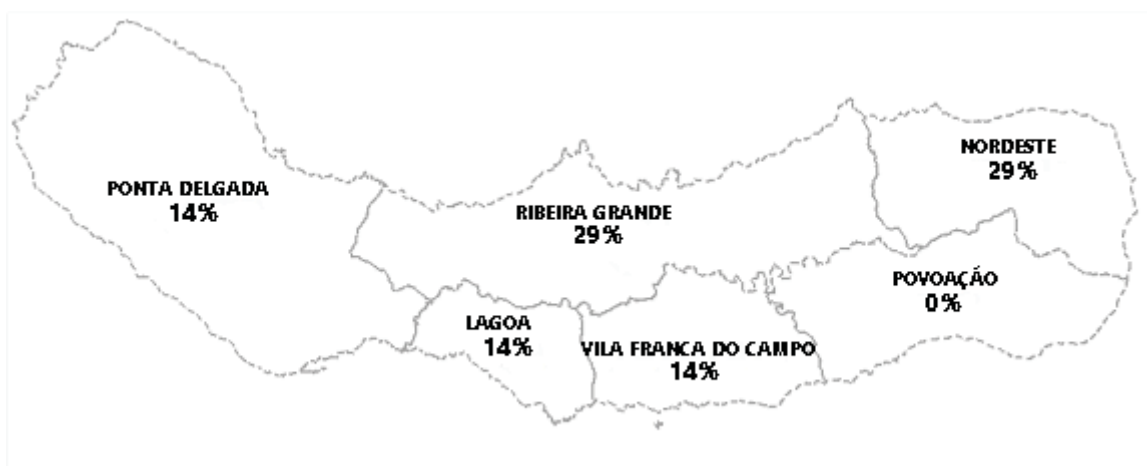 NORDESTE
29%
PONTA DELGADA
14%
RIBEIRA GRANDE
29%
POVOAÇÃO
0%
LAGOA
14%
VILA FRANCA DO CAMPO
14%